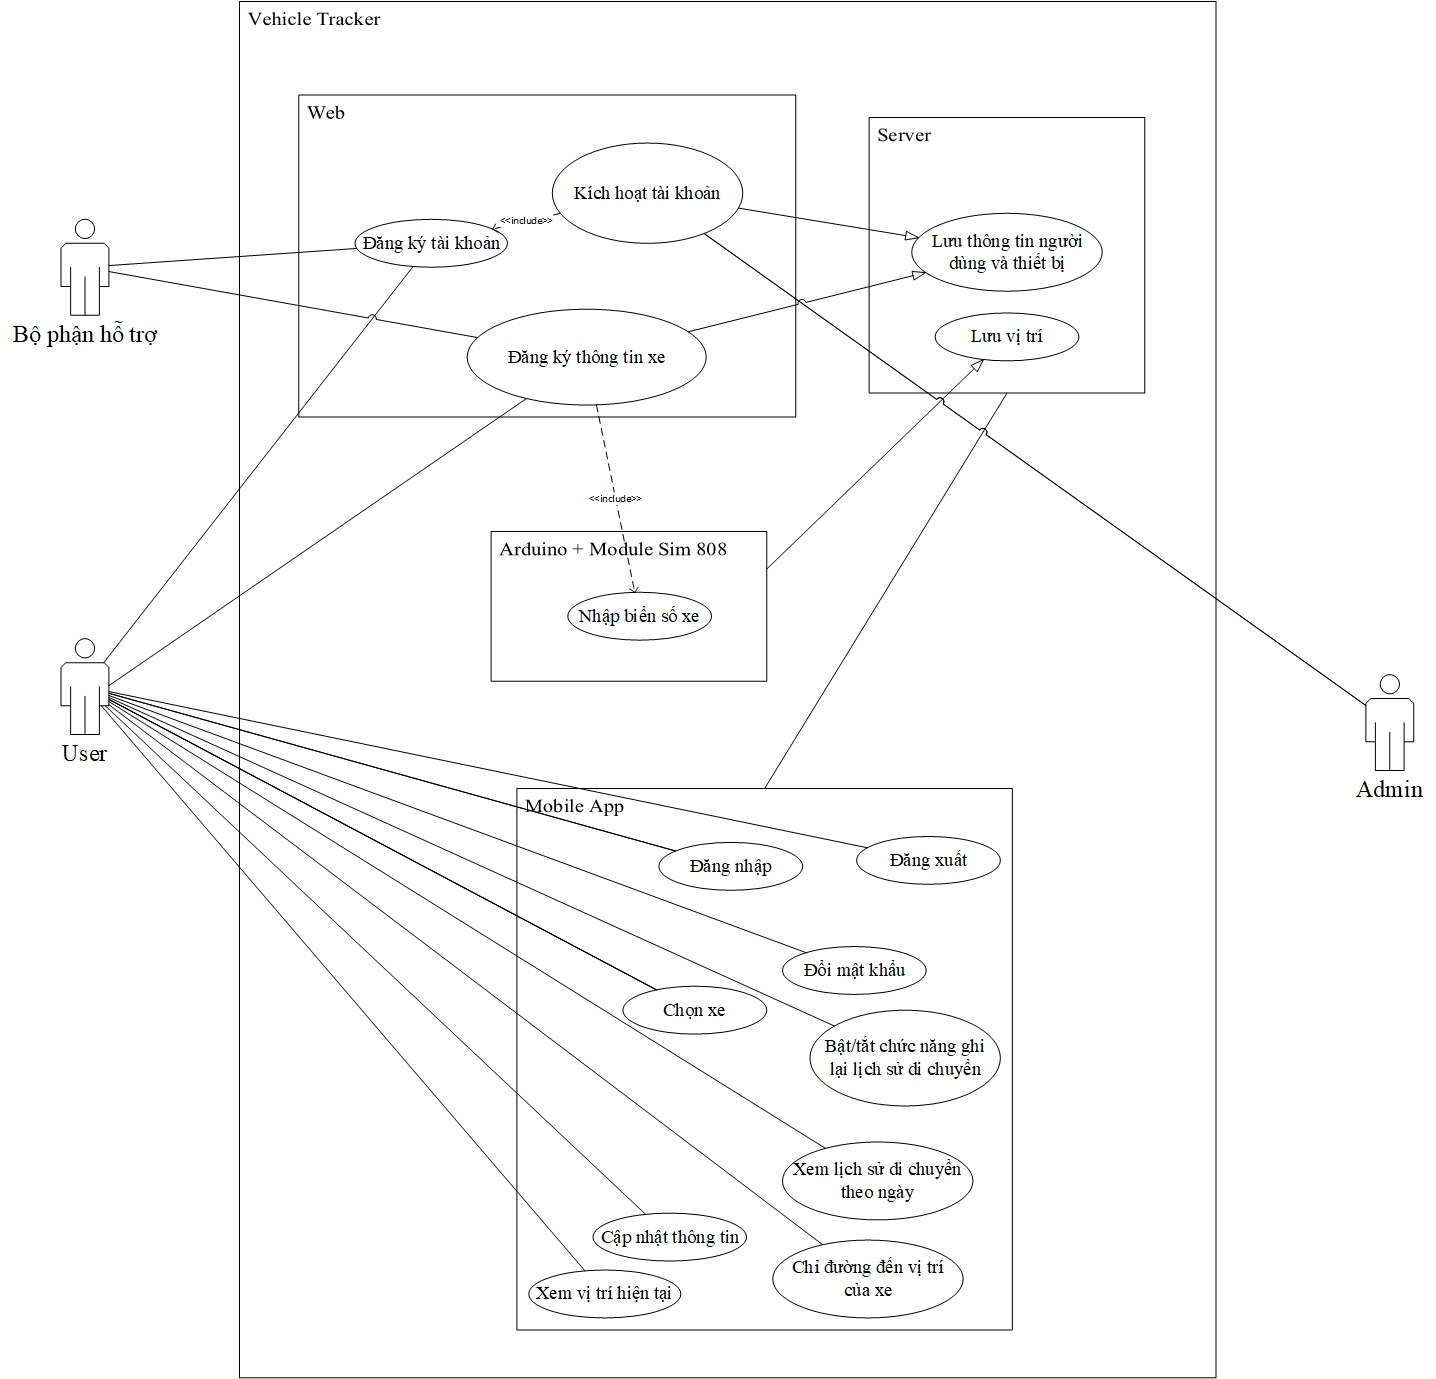 Vehicle Tracker
Web
Server
Kích hoạt tài khoản
<<include>>
Đăng ký tài khoản
Lưu thông tin người
dùng và thiết bị
Bộ phận hỗ trợ
Lưu vị trí
Đăng ký thông tin xe
<<include>>
Arduino + Module Sim 808
Nhập biển số xe
User
Admin
Mobile App
Đăng nhập
Đăng xuất
Đổi mật khẩu
Chọn xe
Bật/tắt chức năng ghi
lại lịch sử di chuyển
Xem lịch sử di chuyển
theo ngày
Cập nhật thông tin
Chỉ đường đến vị trí
của xe
Xem vị trí hiện tại